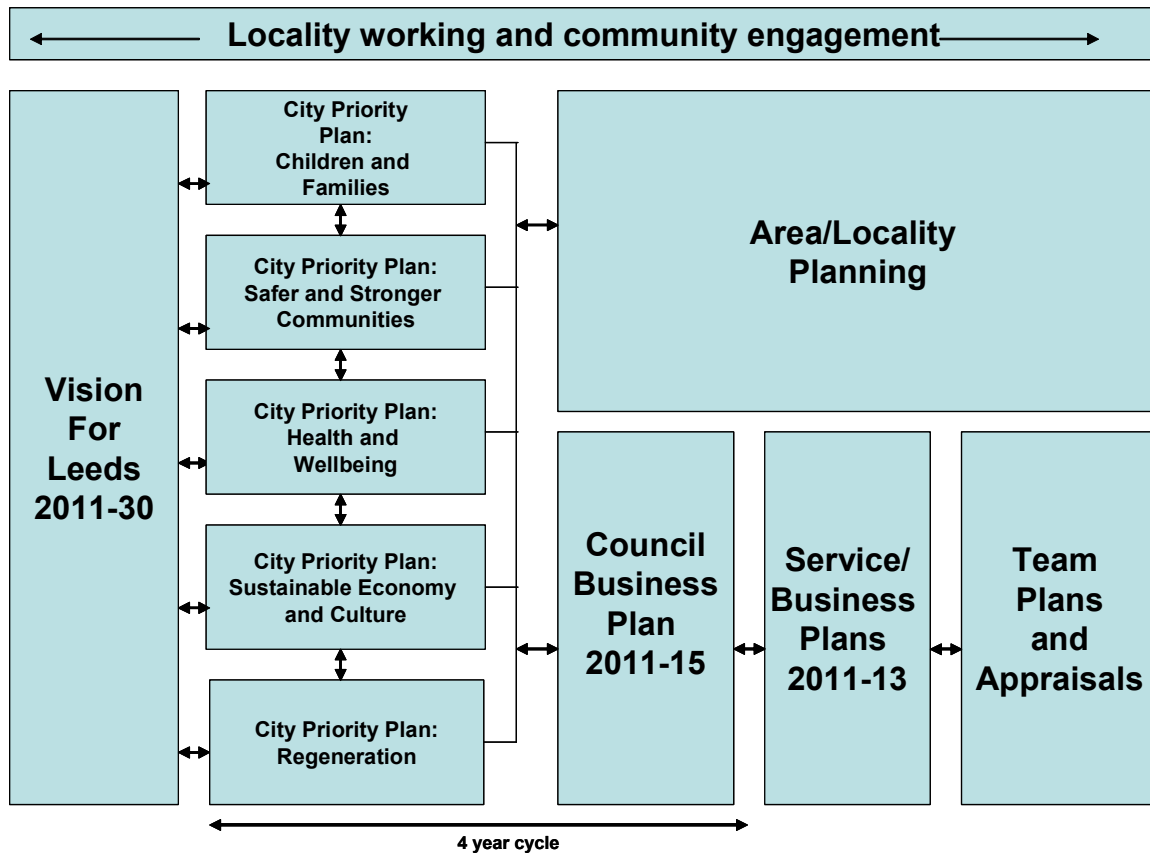 Locality working and community engagement
Vision
For
Leeds
2011-30
City Priority
Plan:
Children and
Families
City Priority Plan:
Safer and Stronger
Communities
City Priority Plan:
Health and
Wellbeing
City Priority Plan:
Sustainable Economy
and Culture
City Priority Plan:
Regeneration
Area/Locality
Planning
Council
Business
Plan
2011-15
Service/
Business
Plans
2011-13
Team
Plans
and
Appraisals
4 year cycle